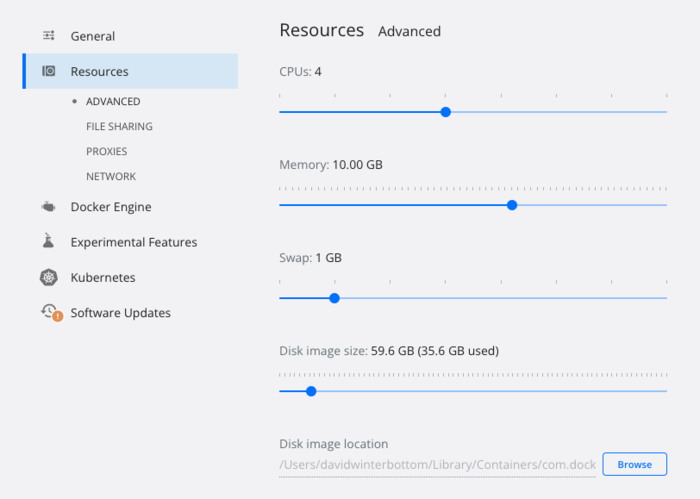 General
Resources
ADVANCED
FILE SHARING
PROXIES
NETWORK
Docker Engine
Experimental Features
Kubernetes
Software Updates
Resources Advanced
CPUs: 4
Memory: 10.00 GB
Swap: 1 GB
Disk image size: 59.6 GB (35.6 GB used)
Disk image location
/Users/davidwinterbottom/Library/Containers/com.dock
Browse